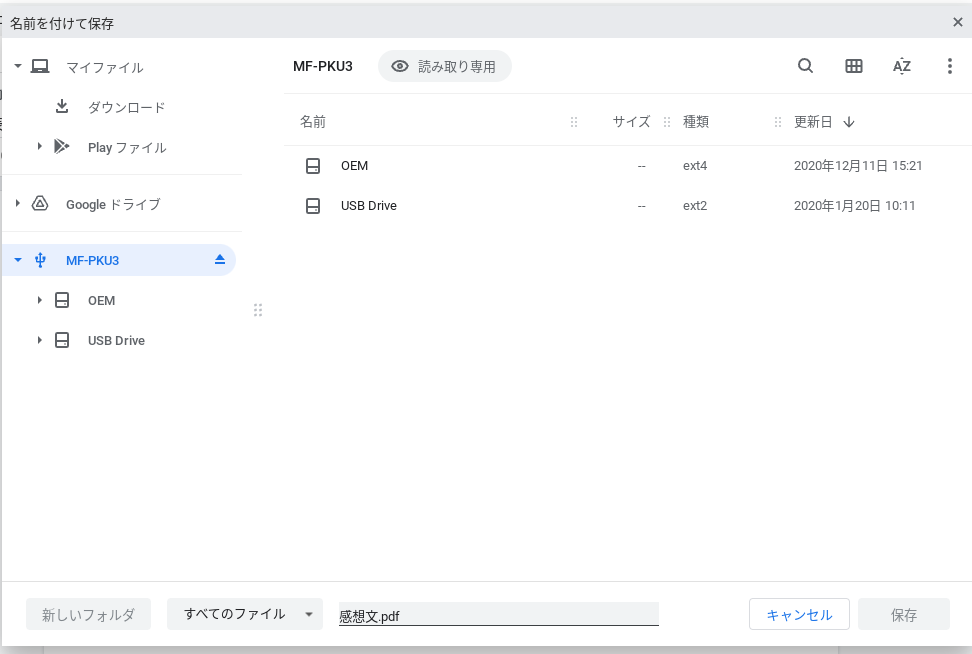 名前を付けて保存
マイファイル
ダウンロード
Play ファイル
Google ドライブ
MF-PKU3
OEM
USB Drive
MF-PKU3 読み取り専用 AZ
名前 サイズ 種類 更新日
OEM -- ext4 2020年12月11日 15:21
USB Drive -- ext2 2020年1月20日 10:11
新しいフォルダ すべてのファイル 感想文.pdf キャンセル 保存